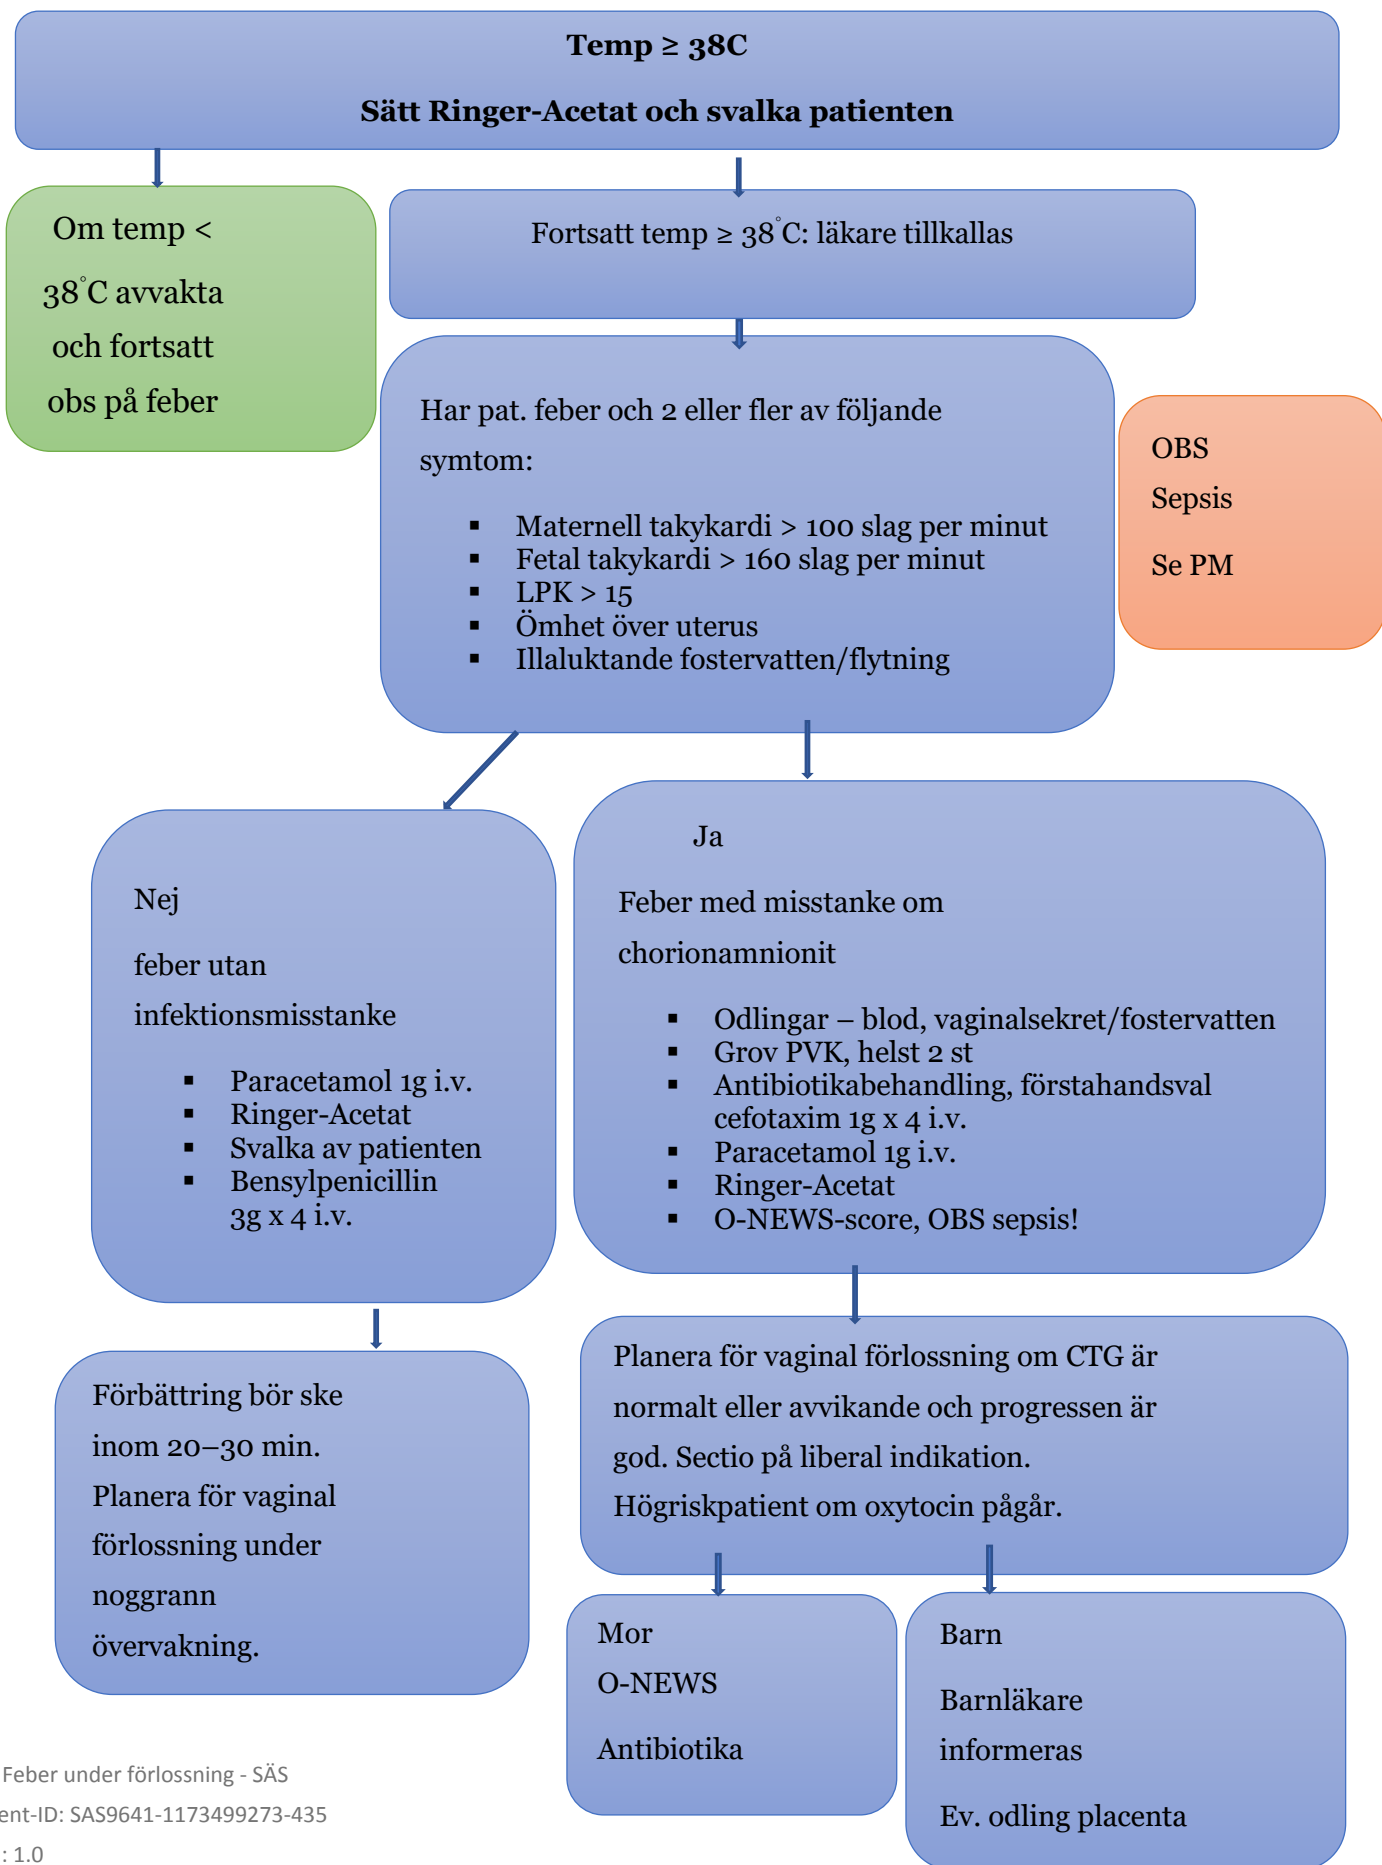 Temp ≥ 38C
Sätt Ringer-Acetat och svalka patienten
Om temp <
38°C avvakta
och fortsatt
obs på feber
Fortsatt temp ≥ 38°C: läkare tillkallas
Har pat. feber och 2 eller fler av följande
symtom:
▪ Maternell takykardi > 100 slag per minut
▪ Fetal takykardi > 160 slag per minut
▪ LPK > 15
▪ Ömhet över uterus
▪ Illaluktande fostervatten/flytning
OBS
Sepsis
Se PM
Nej
feber utan
infektionsmisstanke
▪ Paracetamol 1g i.v.
▪ Ringer-Acetat
▪ Svalka av patienten
▪ Bensylpenicillin
3g x 4 i.v.
Ja
Feber med misstanke om
chorionamnionit
▪ Odlingar – blod, vaginalsekret/fostervatten
▪ Grov PVK, helst 2 st
▪ Antibiotikabehandling, förstahandsval
cefotaxim 1g x 4 i.v.
▪ Paracetamol 1g i.v.
▪ Ringer-Acetat
▪ O-NEWS-score, OBS sepsis!
Förbättring bör ske
inom 20–30 min.
Planera för vaginal
förlossning under
noggrann
övervakning.
Planera för vaginal förlossning om CTG är
normalt eller avvikande och progressen är
god. Sectio på liberal indikation.
Högriskpatient om oxytocin pågår.
Mor
O-NEWS
Antibiotika
Barn
Barnläkare
informeras
Ev. odling placenta
Feber under förlossning - SÄS
ent-ID: SAS9641-1173499273-435
: 1.0